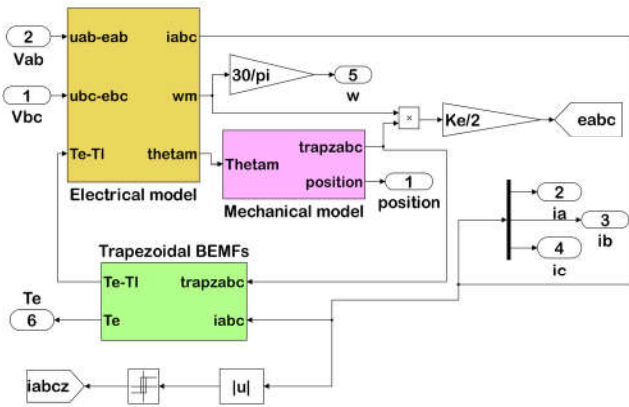 2
Vab
1
Vbc
uab-eab
iabc
ubc-ebc
wm
Te-Tl
thetam
Electrical model
30/pi
5
w
×
Ke/2
eabc
Thetam
trapzabc
position
Mechanical model
1
position
2
ia
3
ib
4
ic
Trapezoidal BEMFs
Te-Tl
trapzabc
Te
iabc
Te
6
iabcz
|u|